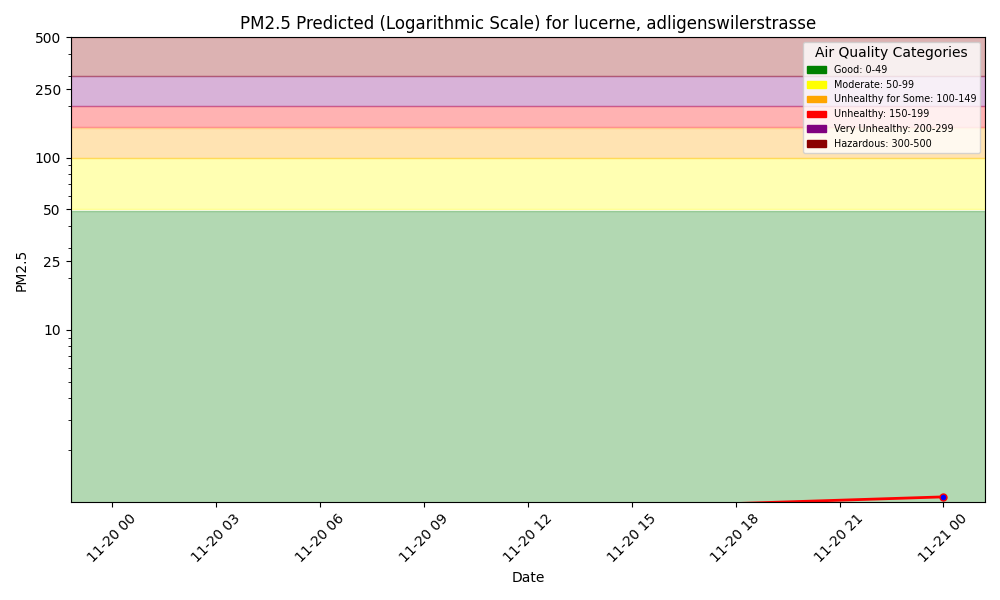 PM2.5 Predicted (Logarithmic Scale) for lucerne, adligenswilerstrasse
500
250
100
50
25
10
PM2.5
Air Quality Categories
Good: 0-49
Moderate: 50-99
Unhealthy for Some: 100-149
Unhealthy: 150-199
Very Unhealthy: 200-299
Hazardous: 300-500
11-20 00
11-20 03
11-20 06
11-20 09
11-20 12
11-20 15
11-20 18
11-20 21
11-21 00
Date